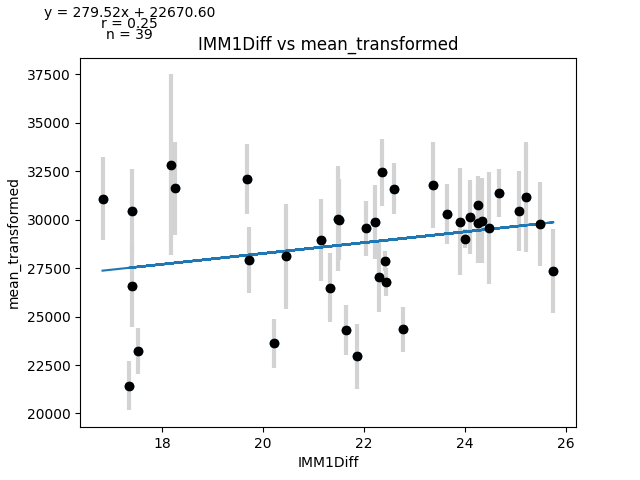 y = 279.52x + 22670.60
r = 0.25
n = 39
IMM1Diff vs mean_transformed
37500
35000
32500
30000
27500
25000
22500
20000
mean_transformed
18 20 22 24 26
IMM1Diff